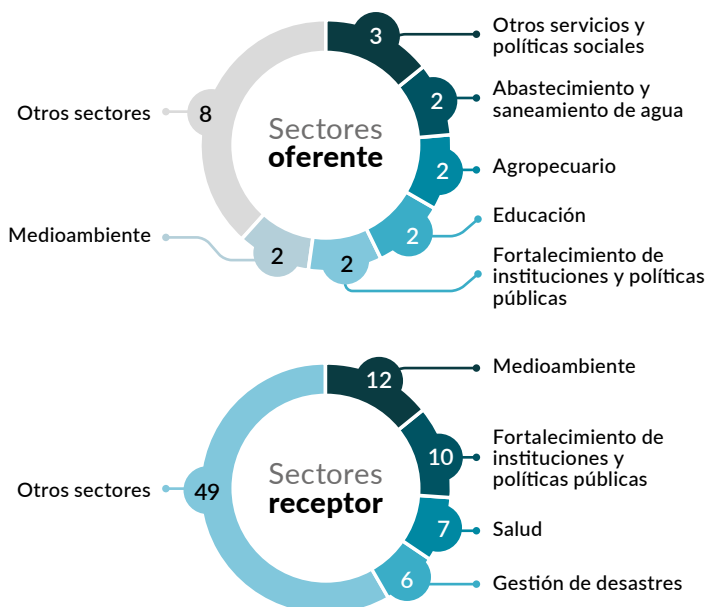 3
Otros servicios y
políticas sociales
2
Abastecimiento y
saneamiento de agua
2
Agropecuario
2
Educación
2
Fortalecimiento de
instituciones y políticas
públicas
2
Medioambiente
8
Otros sectores
Sectores
oferente
12
Medioambiente
10
Fortalecimiento de
instituciones y
políticas públicas
7
Salud
6
Gestión de desastres
49
Otros sectores
Sectores
receptor